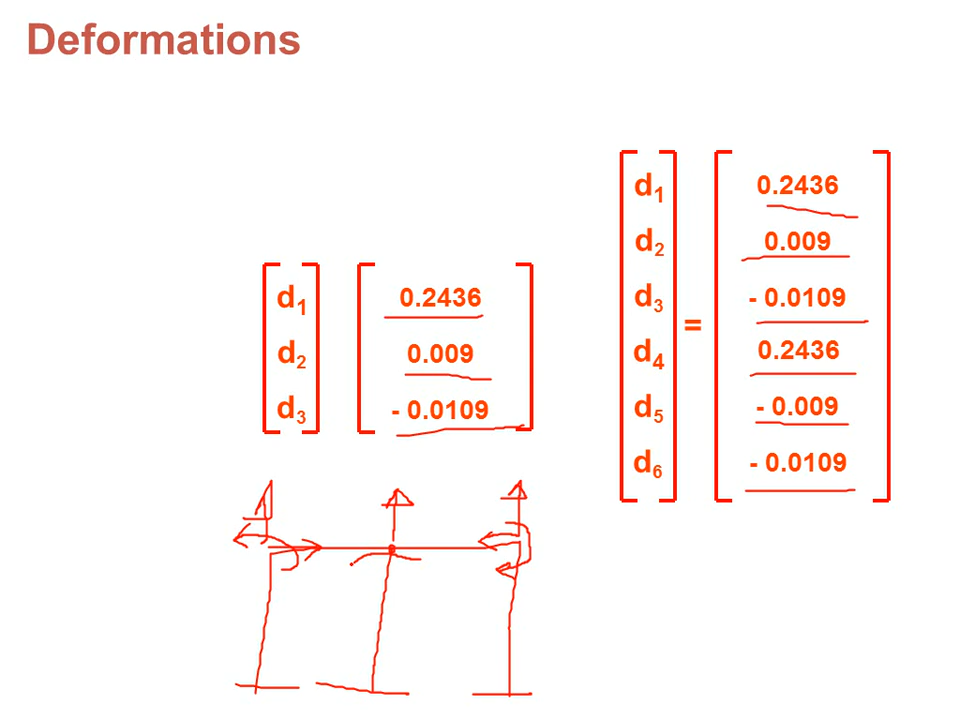 Deformations
d1 0.2436
d2 0.009
d3 - 0.0109
d1 0.2436
d2 0.009
d3 - 0.0109
=
d4 0.2436
d5 - 0.009
d6 - 0.0109